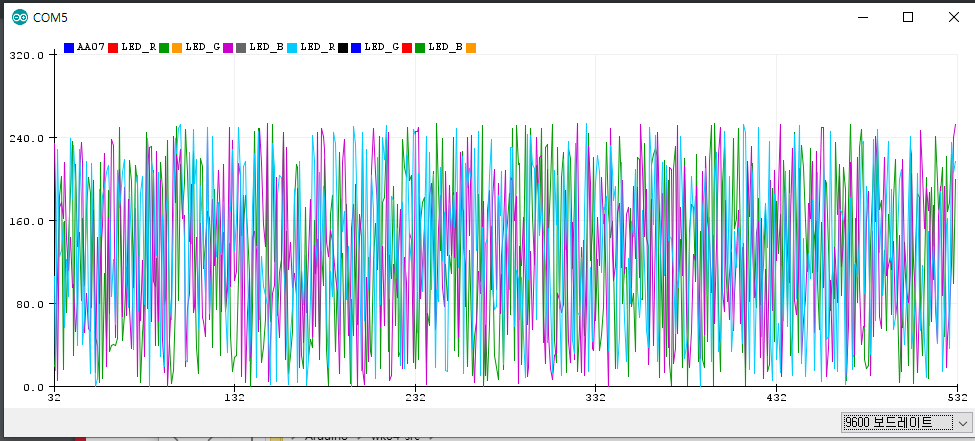 COM5
AA07 LED_R LED_G LED_B LED_R LED_G LED_B
320.0
240.0
160.0
80.0
0.0
32 132 232 332 432 532
9600 보드레이트